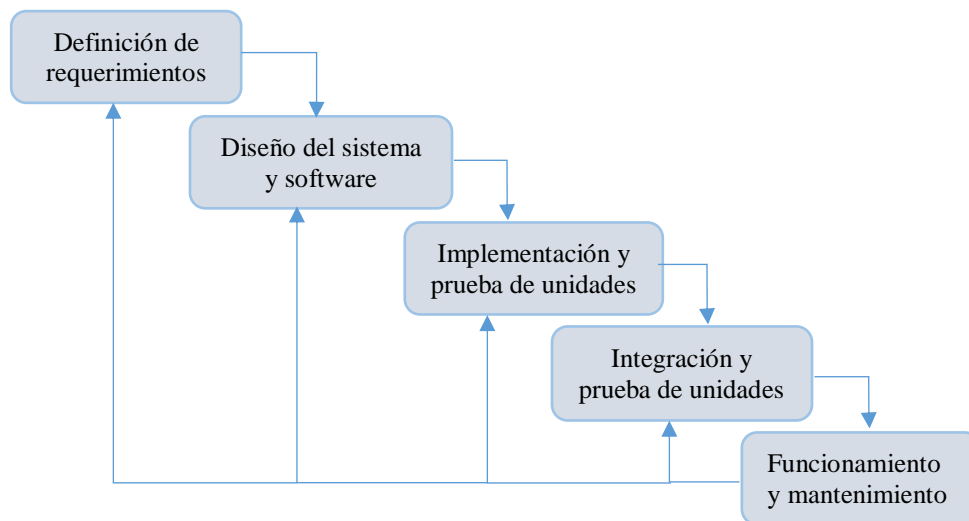 Definición de
requerimientos
Diseño del sistema
y software
Implementación y
prueba de unidades
Integración y
prueba de unidades
Funcionamiento
y mantenimiento